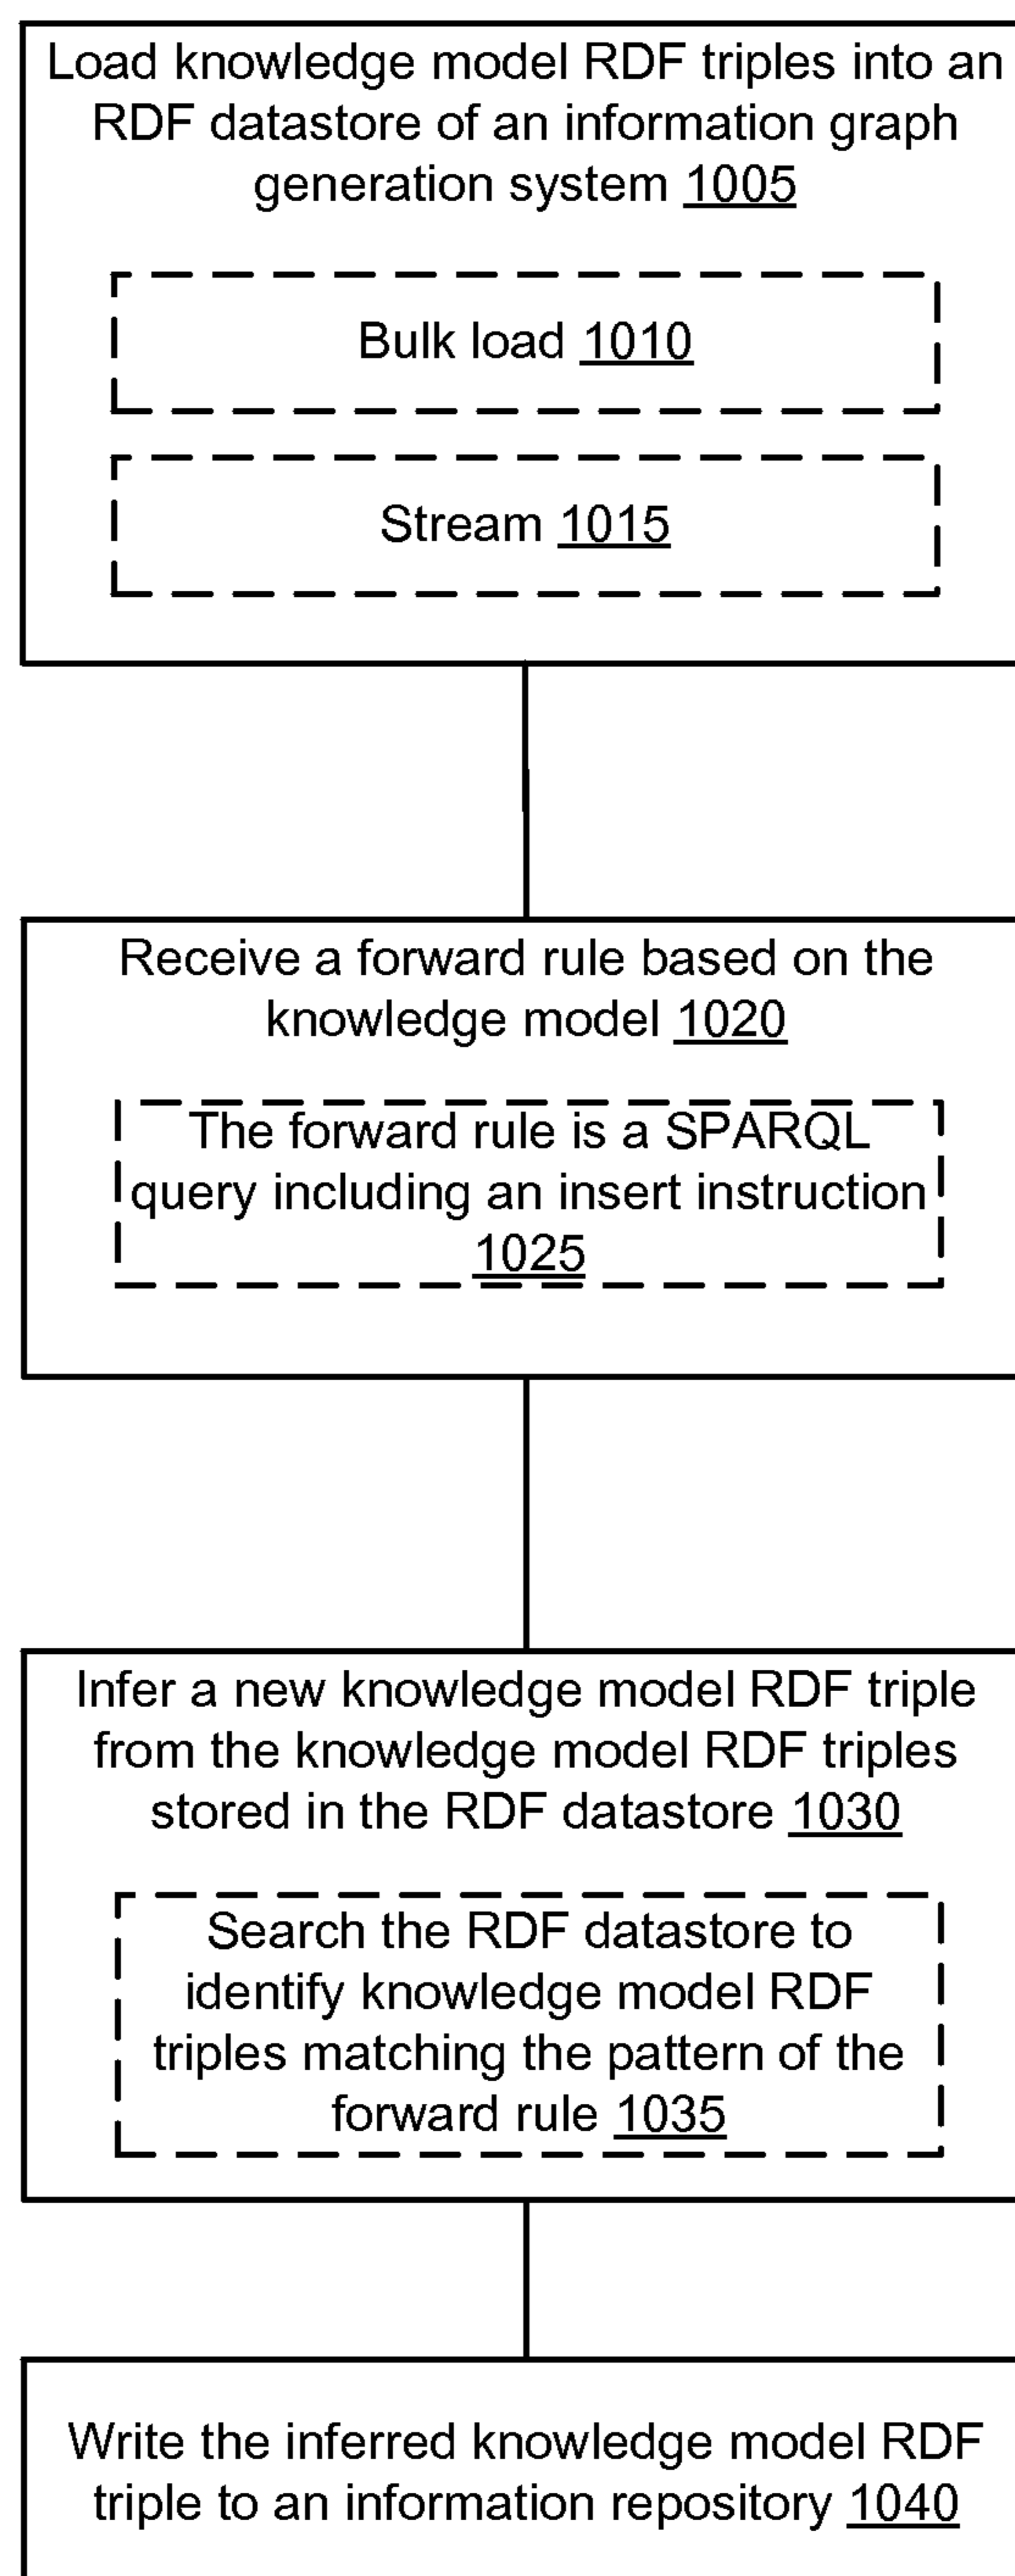 Load knowledge model RDF triples into an
RDF datastore of an information graph
generation system 1005
Bulk load 1010
Stream 1015
Receive a forward rule based on the
knowledge model 1020
The forward rule is a SPARQL
query including an insert instruction
1025
Infer a new knowledge model RDF triple
from the knowledge model RDF triples
stored in the RDF datastore 1030
Search the RDF datastore to
identify knowledge model RDF
triples matching the pattern of the
forward rule 1035
Write the inferred knowledge model RDF
triple to an information repository 1040